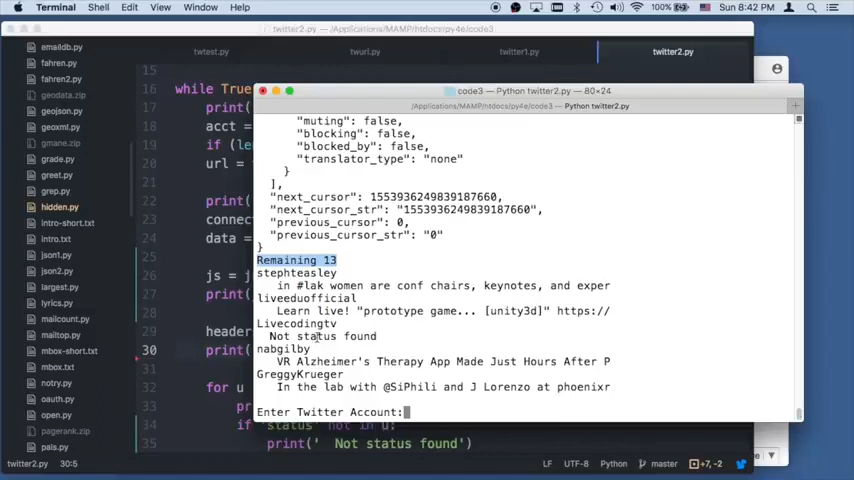 Terminal Shell Edit View Window Help 100% Sun 8:42 PM
twitter2.py — /Applications/MAMP/htdocs/py4e/code3
emaildb.py
fahren.py
fahren2.py
geodata.zip
geojson.py
geoxml.py
gmane.zip
grade.py
greet.py
grep.py
hidden.py
intro-short.txt
intro.txt
json1.py
json2.py
largest.py
lyrics.py
mailcount.py
mailtop.py
mbox-short.txt
mbox.txt
notry.py
oauth.py
open.py
pagerank.zip
pals.py
twtest.py twurl.py twitter1.py twitter2.py
15
16 while True
17 print(
18 acct =
19 if (le
20 url =
21
22 print(
23 connec
24 data =
25
26 js = j
27 print(
28
29 header
30 print(
31
32 for u
33 pr
34 if 'status' not in u:
35 print('  Not status found')
code3 — Python twitter2.py — 80×24
/Applications/MAMP/htdocs/py4e/code3 — Python twitter2.py +
"muting": false,
"blocking": false,
"blocked_by": false,
"translator_type": "none"
}
],
"next_cursor": 1553936249839187660,
"next_cursor_str": "1553936249839187660",
"previous_cursor": 0,
"previous_cursor_str": "0"
}
Remaining 13
stephteasley
in #lak women are conf chairs, keynotes, and exper
liveeduofficial
Learn live! "prototype game... [unity3d]" https://
Livecodingtv
Not status found
nabgilby
VR Alzheimer's Therapy App Made Just Hours After P
GreggyKrueger
In the lab with @SiPhili and J Lorenzo at phoenixr
Enter Twitter Account:
twitter2.py 30:5 LF UTF-8 Python master +7, -2